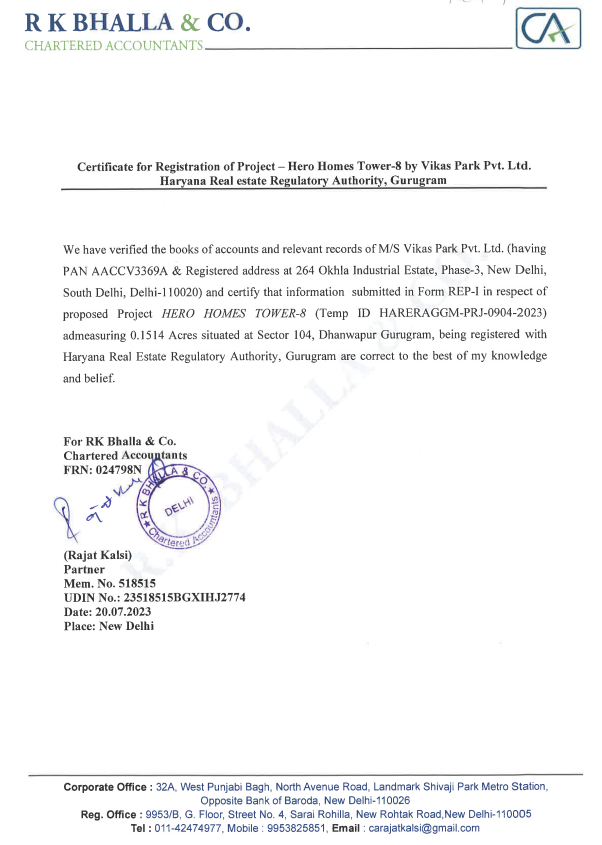 R K BHALLA & CO.
CHARTERED ACCOUNTANTS
CA
Certificate for Registration of Project – Hero Homes Tower-8 by Vikas Park Pvt. Ltd.
Haryana Real estate Regulatory Authority, Gurugram
We have verified the books of accounts and relevant records of M/S Vikas Park Pvt. Ltd. (having
PAN AACCV3369A & Registered address at 264 Okhla Industrial Estate, Phase-3, New Delhi,
South Delhi, Delhi-110020) and certify that information submitted in Form REP-I in respect of
proposed Project HERO HOMES TOWER-8 (Temp ID HARERAGGM-PRJ-0904-2023)
admeasuring 0.1514 Acres situated at Sector 104, Dhanwapur Gurugram, being registered with
Haryana Real Estate Regulatory Authority, Gurugram are correct to the best of my knowledge
and belief.
For RK Bhalla & Co.
Chartered Accountants
FRN: 024798N
R K BHALLA & CO.
DELHI
Chartered Accountants
(Rajat Kalsi)
Partner
Mem. No. 518515
UDIN No.: 23518515BGXIHJ2774
Date: 20.07.2023
Place: New Delhi
Corporate Office : 32A, West Punjabi Bagh, North Avenue Road, Landmark Shivaji Park Metro Station,
Opposite Bank of Baroda, New Delhi-110026
Reg. Office : 9953/B, G. Floor, Street No. 4, Sarai Rohilla, New Rohtak Road,New Delhi-110005
Tel : 011-42474977, Mobile : 9953825851, Email : carajatkalsi@gmail.com